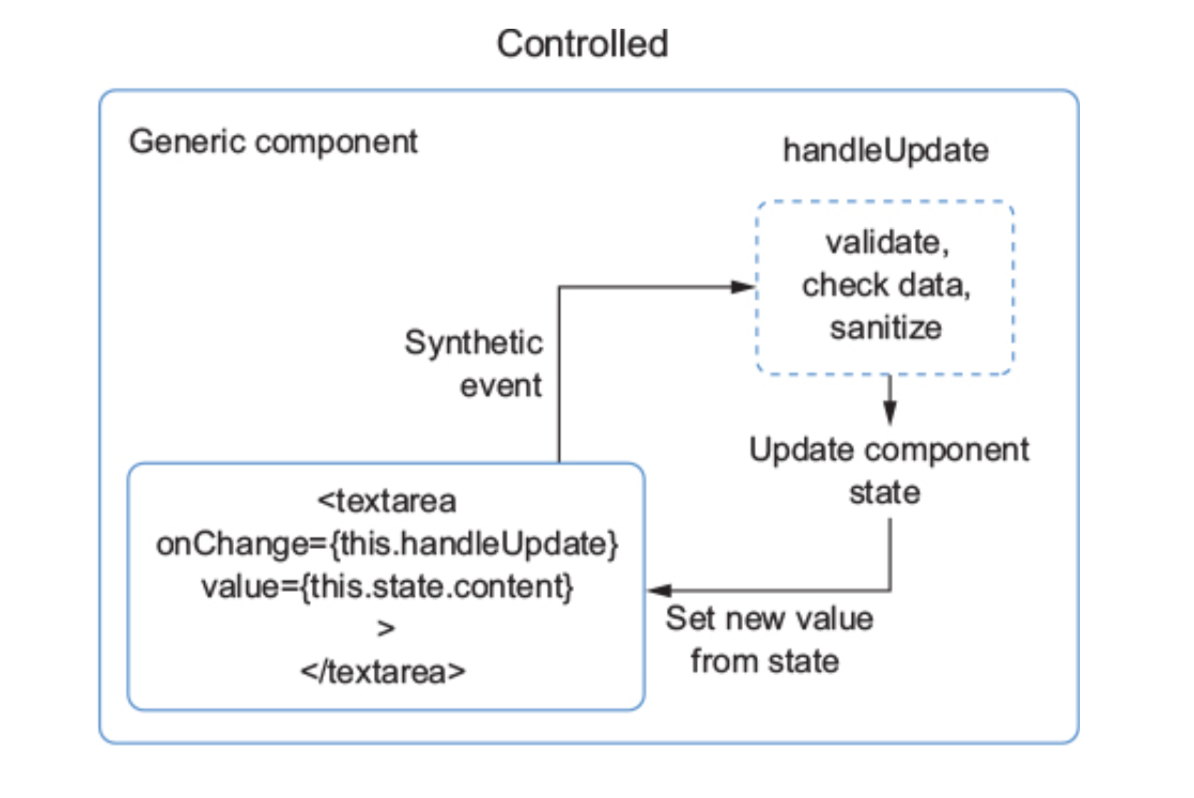 Controlled
Generic component
handleUpdate
validate,
check data,
sanitize
Synthetic
event
Update component
state
<textarea
onChange={this.handleUpdate}
value={this.state.content}
>
</textarea>
Set new value
from state